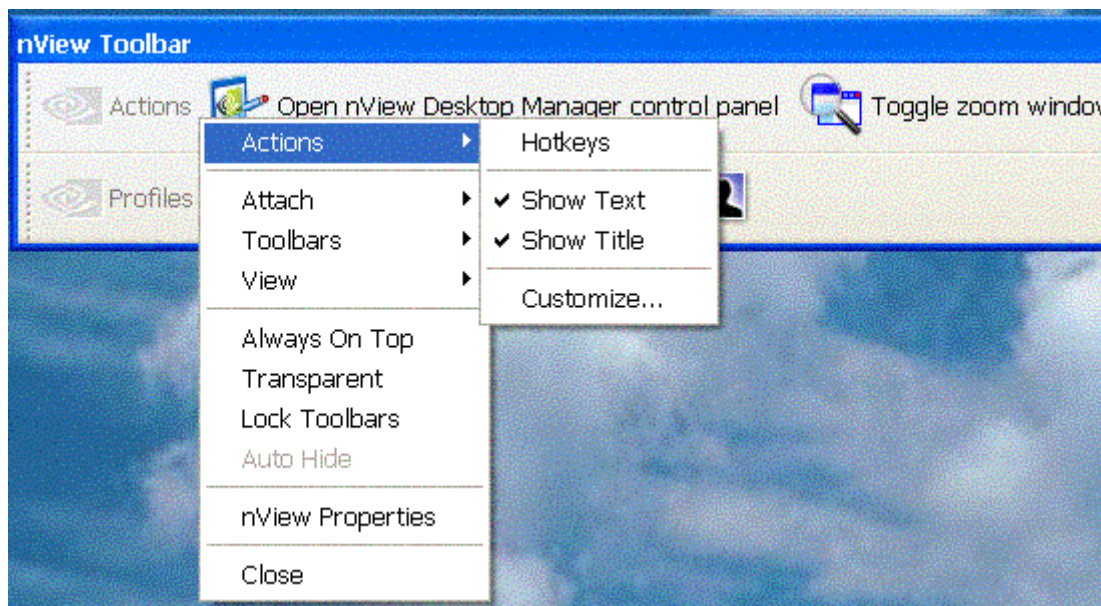 nView Toolbar
Actions Open nView Desktop Manager control panel Toggle zoom window
Profiles
Actions
Attach
Toolbars
View
Always On Top
Transparent
Lock Toolbars
Auto Hide
nView Properties
Close
Hotkeys
Show Text
Show Title
Customize...